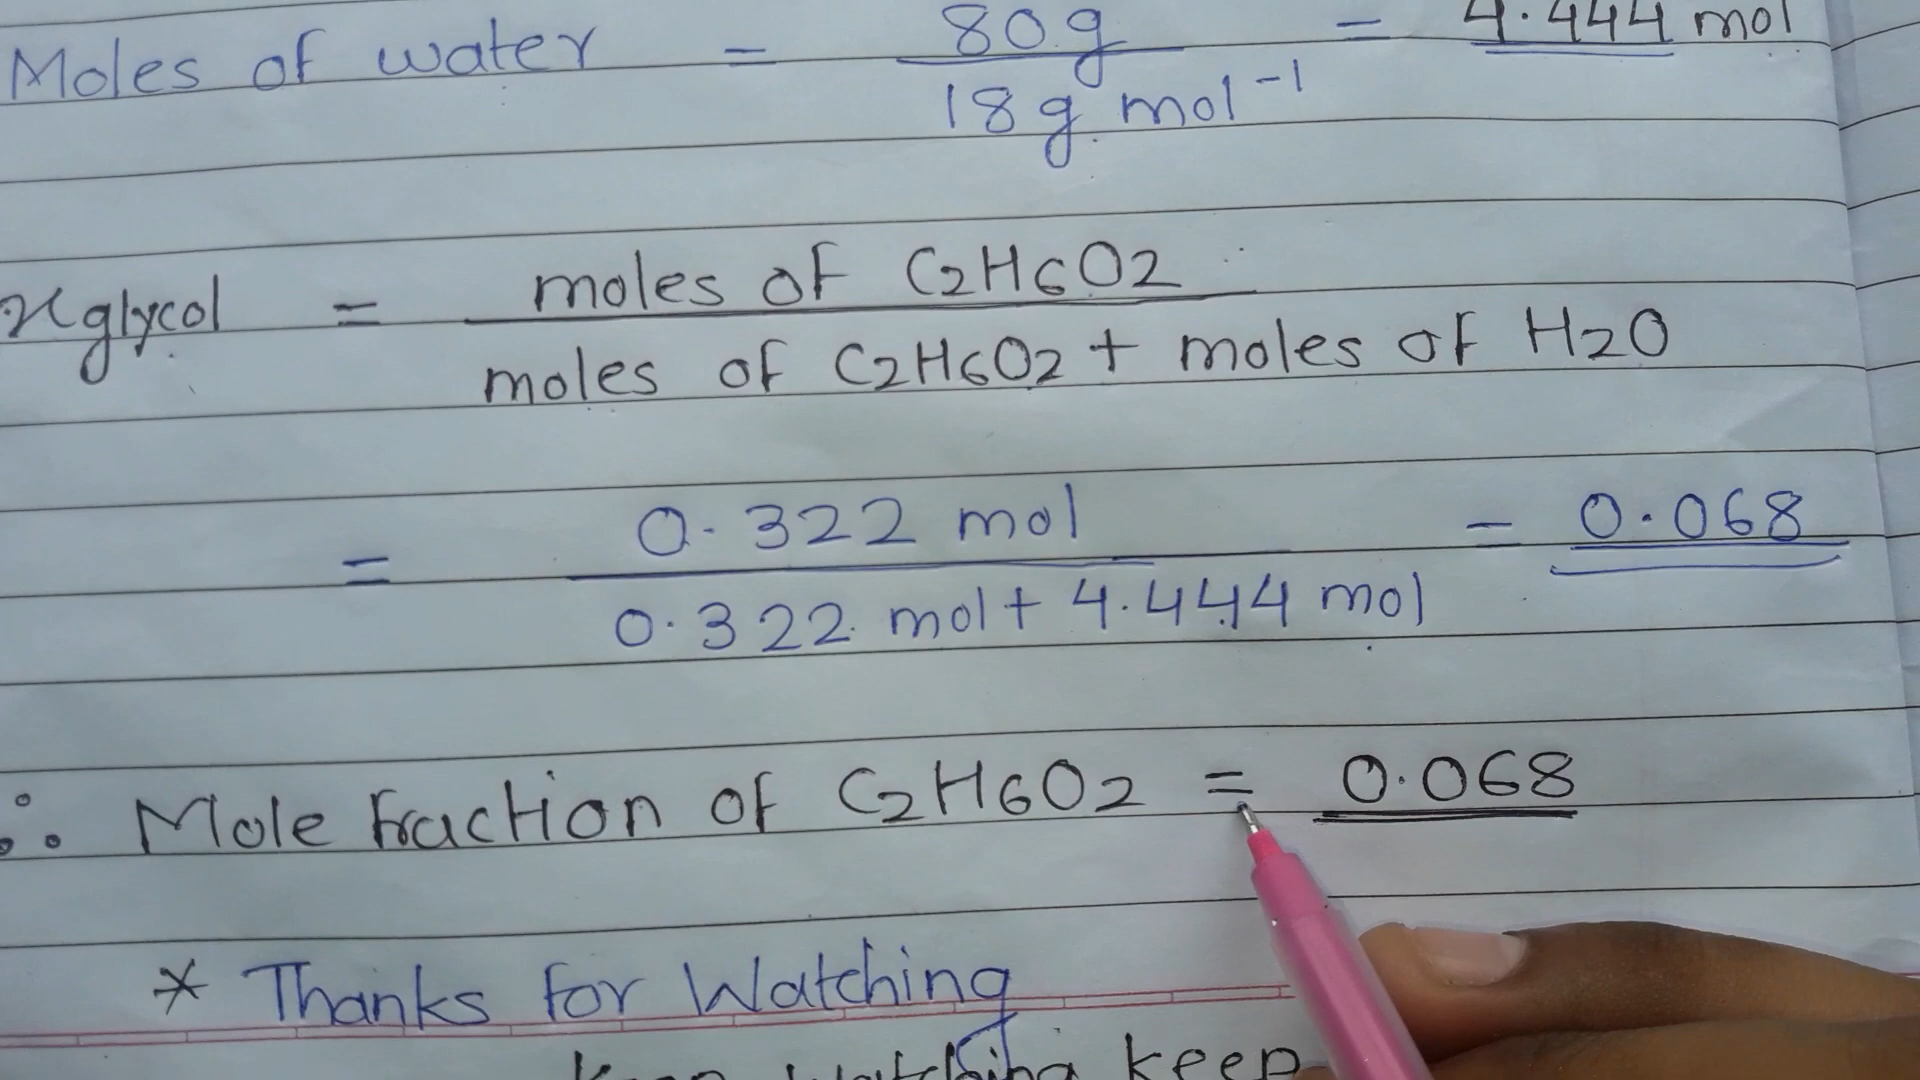 Moles of water = 80g / 18g mol⁻¹ = 4.444 mol
xglycol = moles of C2H6O2 / moles of C2H6O2 + moles of H2O
= 0.322 mol / 0.322 mol + 4.444 mol = 0.068
∴ Mole fraction of C2H6O2 = 0.068
* Thanks for Watching
keep